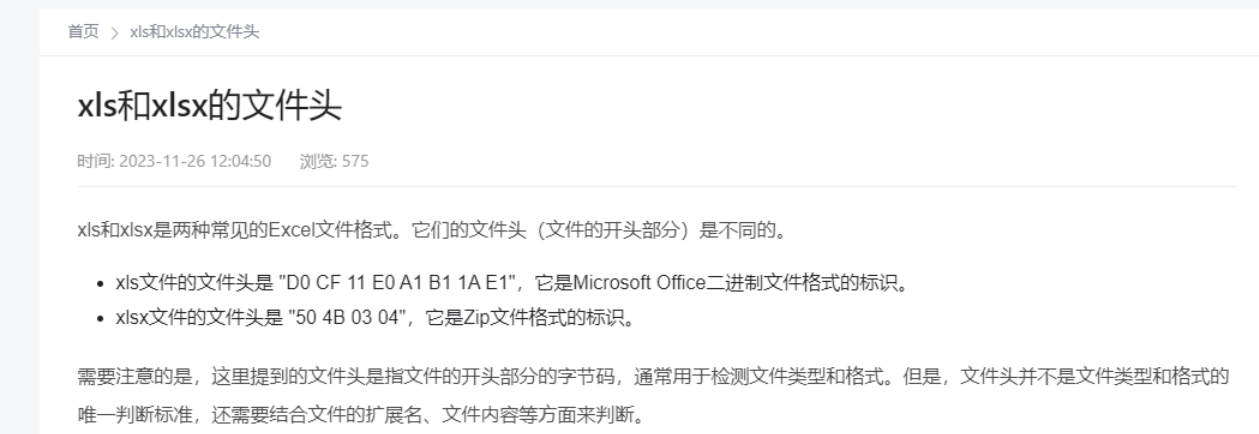 首页 > xls和xlsx的文件头
xls和xlsx的文件头
时间: 2023-11-26 12:04:50 浏览: 575
xls和xlsx是两种常见的Excel文件格式。它们的文件头（文件的开头部分）是不同的。
• xls文件的文件头是 "D0 CF 11 E0 A1 B1 1A E1"，它是Microsoft Office二进制文件格式的标识。
• xlsx文件的文件头是 "50 4B 03 04"，它是Zip文件格式的标识。
需要注意的是，这里提到的文件头是指文件的开头部分的字节码，通常用于检测文件类型和格式。但是，文件头并不是文件类型和格式的
唯一判断标准，还需要结合文件的扩展名、文件内容等方面来判断。